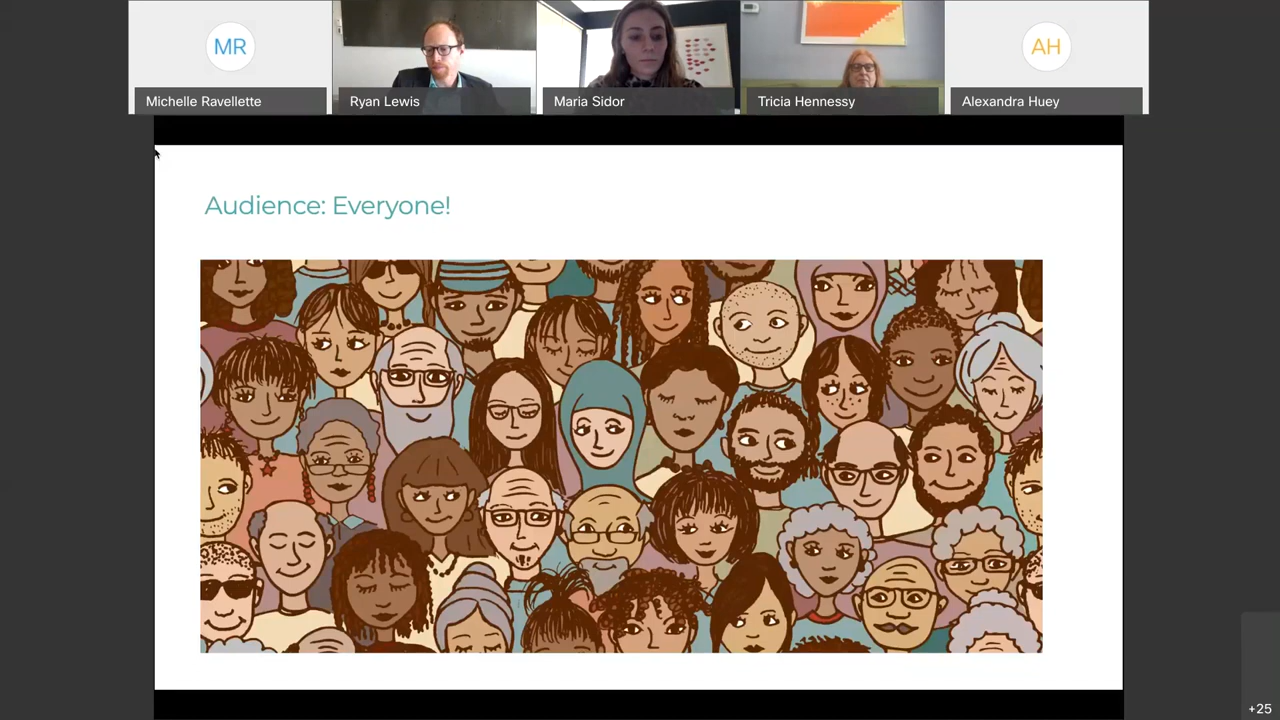 MR
AH
Michelle Ravellette
Ryan Lewis
Maria Sidor
Tricia Hennessy
Alexandra Huey
Audience: Everyone!
+25